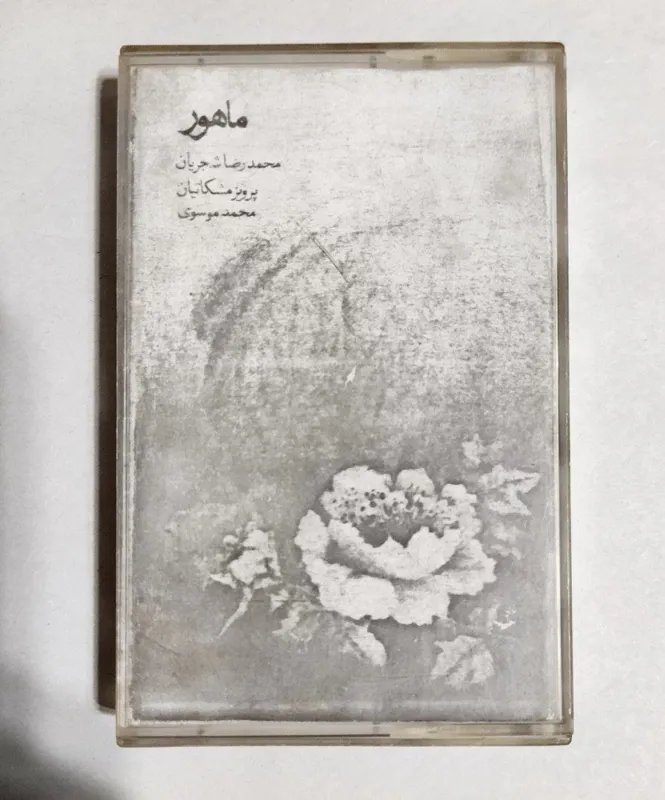 ماهور
محمدرضا شجریان
پرویز مشکاتیان
محمد موسوی